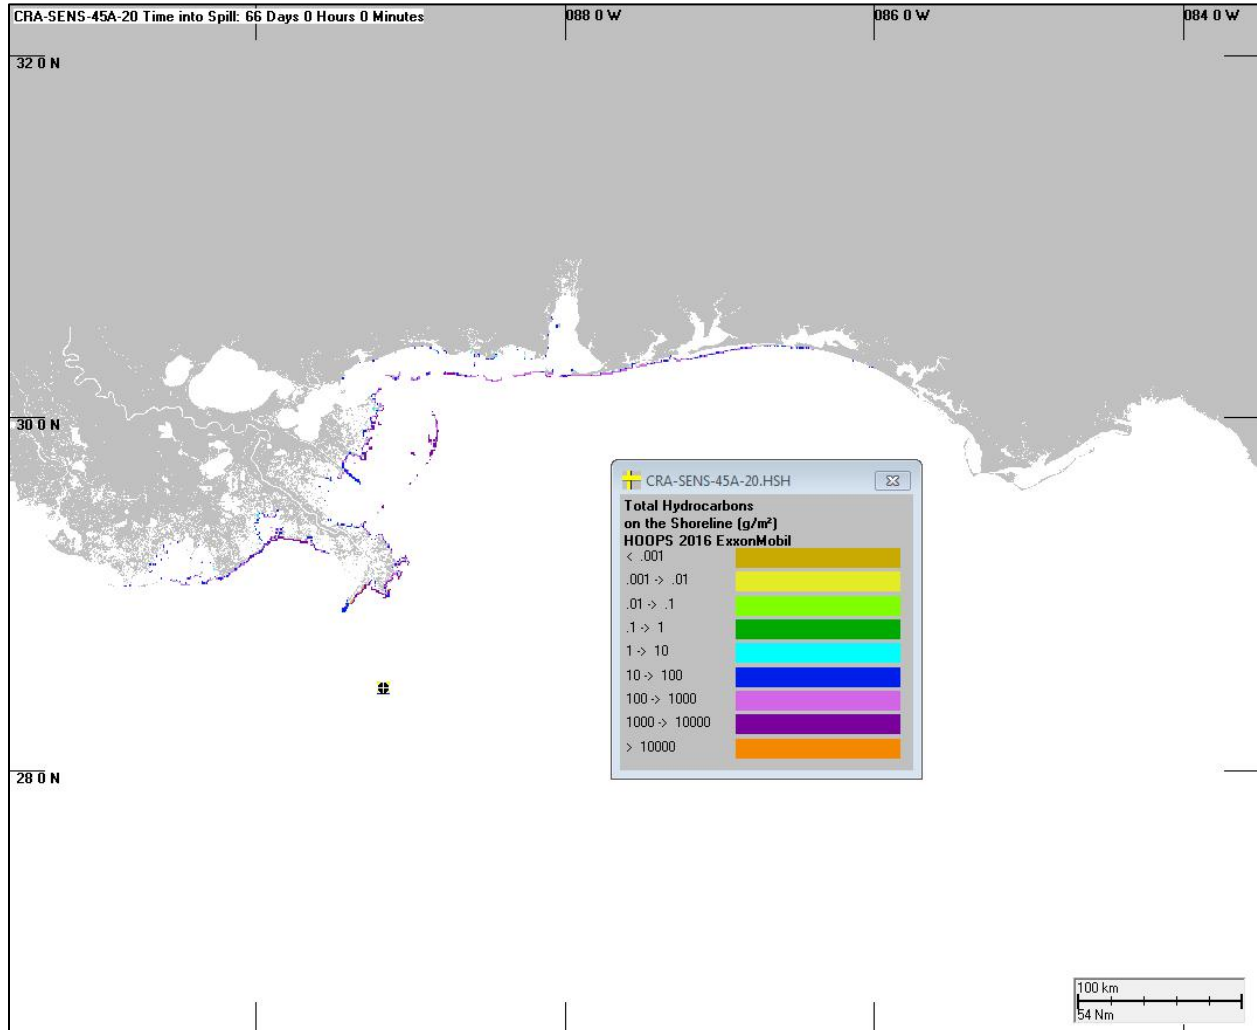 CRA-SENS-45A-20 Time into Spill: 66 Days 0 Hours 0 Minutes
088 0 W
086 0 W
084 0 W
32 0 N
30 0 N
28 0 N
CRA-SENS-45A-20.HSH
Total Hydrocarbons
on the Shoreline (g/m²)
HOOPS 2016 ExxonMobil
< .001
.001 -> .01
.01 -> .1
.1 -> 1
1 -> 10
10 -> 100
100 -> 1000
1000 -> 10000
> 10000
100 km
54 Nm